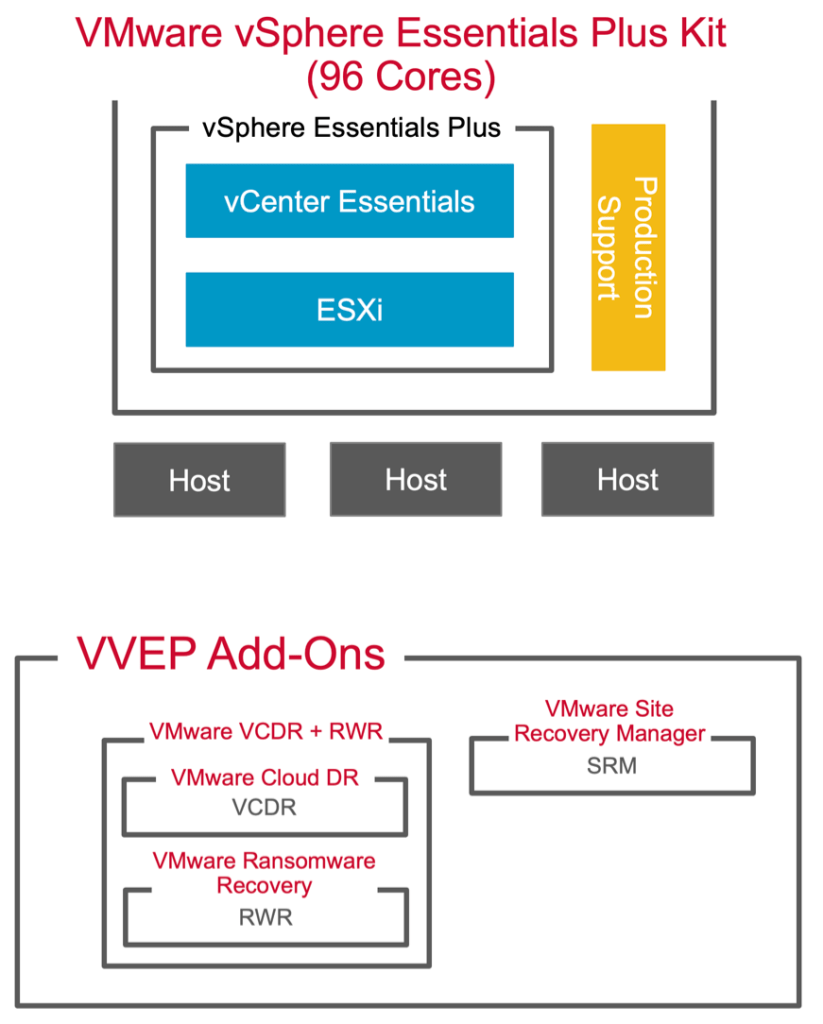 VMware vSphere Essentials Plus Kit
(96 Cores)
vSphere Essentials Plus
vCenter Essentials
ESXi
Production
Support
Host
Host
Host
VVEP Add-Ons
VMware VCDR + RWR
VMware Cloud DR
VCDR
VMware Ransomware
Recovery
RWR
VMware Site
Recovery Manager
SRM